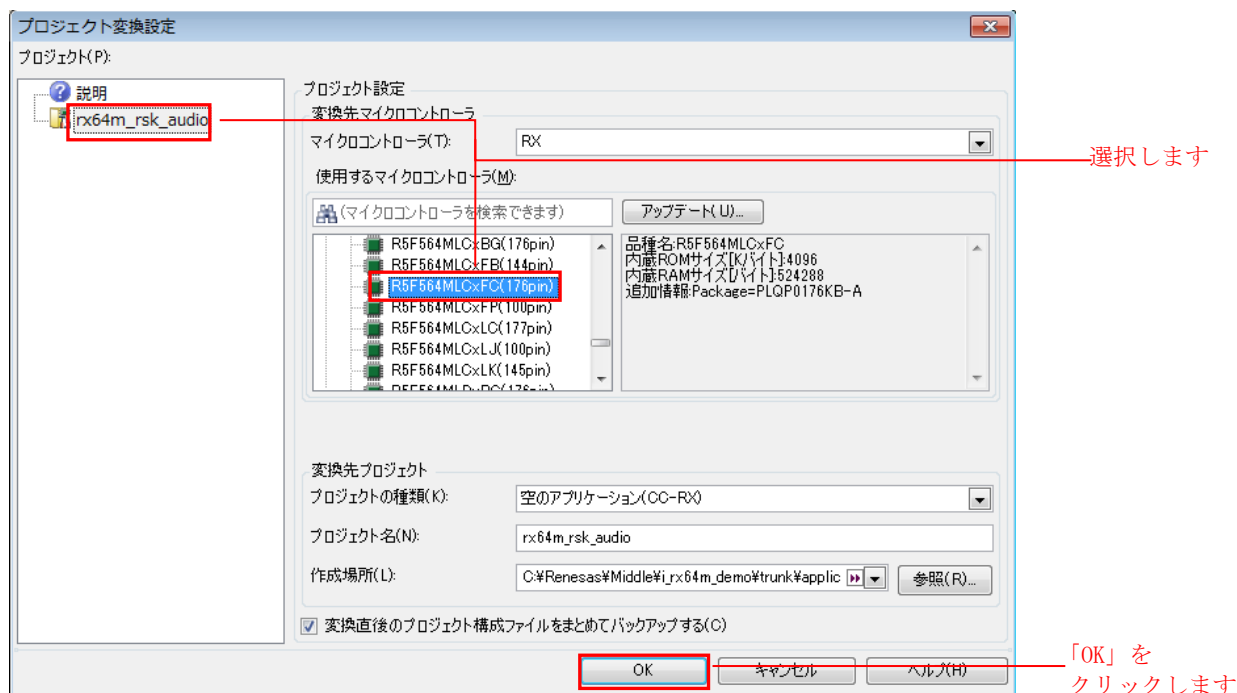 プロジェクト変換設定
プロジェクト(P):
説明
rx64m_rsk_audio
プロジェクト設定
変換先マイクロコントローラ
マイクロコントローラ(T):
RX
選択します
使用するマイクロコントローラ(M):
(マイクロコントローラを検索できます)
アップデート(U)...
R5F564MLCxBG(176pin)
R5F564MLCxFB(144pin)
R5F564MLCxFC(176pin)
R5F564MLCxFP(100pin)
R5F564MLCxLC(177pin)
R5F564MLCxLJ(100pin)
R5F564MLCxLK(145pin)
品種名:R5F564MLCxFC
内蔵ROMサイズ[K/バイト]:4096
内蔵RAMサイズ[バイト]:524288
追加情報:Package=PLQP0176KB-A
変換先プロジェクト
プロジェクトの種類(K):
空のアプリケーション(CC-RX)
プロジェクト名(N):
rx64m_rsk_audio
作成場所(L):
C:¥Renesas¥Middle¥i_rx64m_demo¥trunk¥applic
参照(R)...
変換直後のプロジェクト構成ファイルをまとめてバックアップする(C)
OK
キャンセル
ヘルプ(H)
「OK」を
クリックします